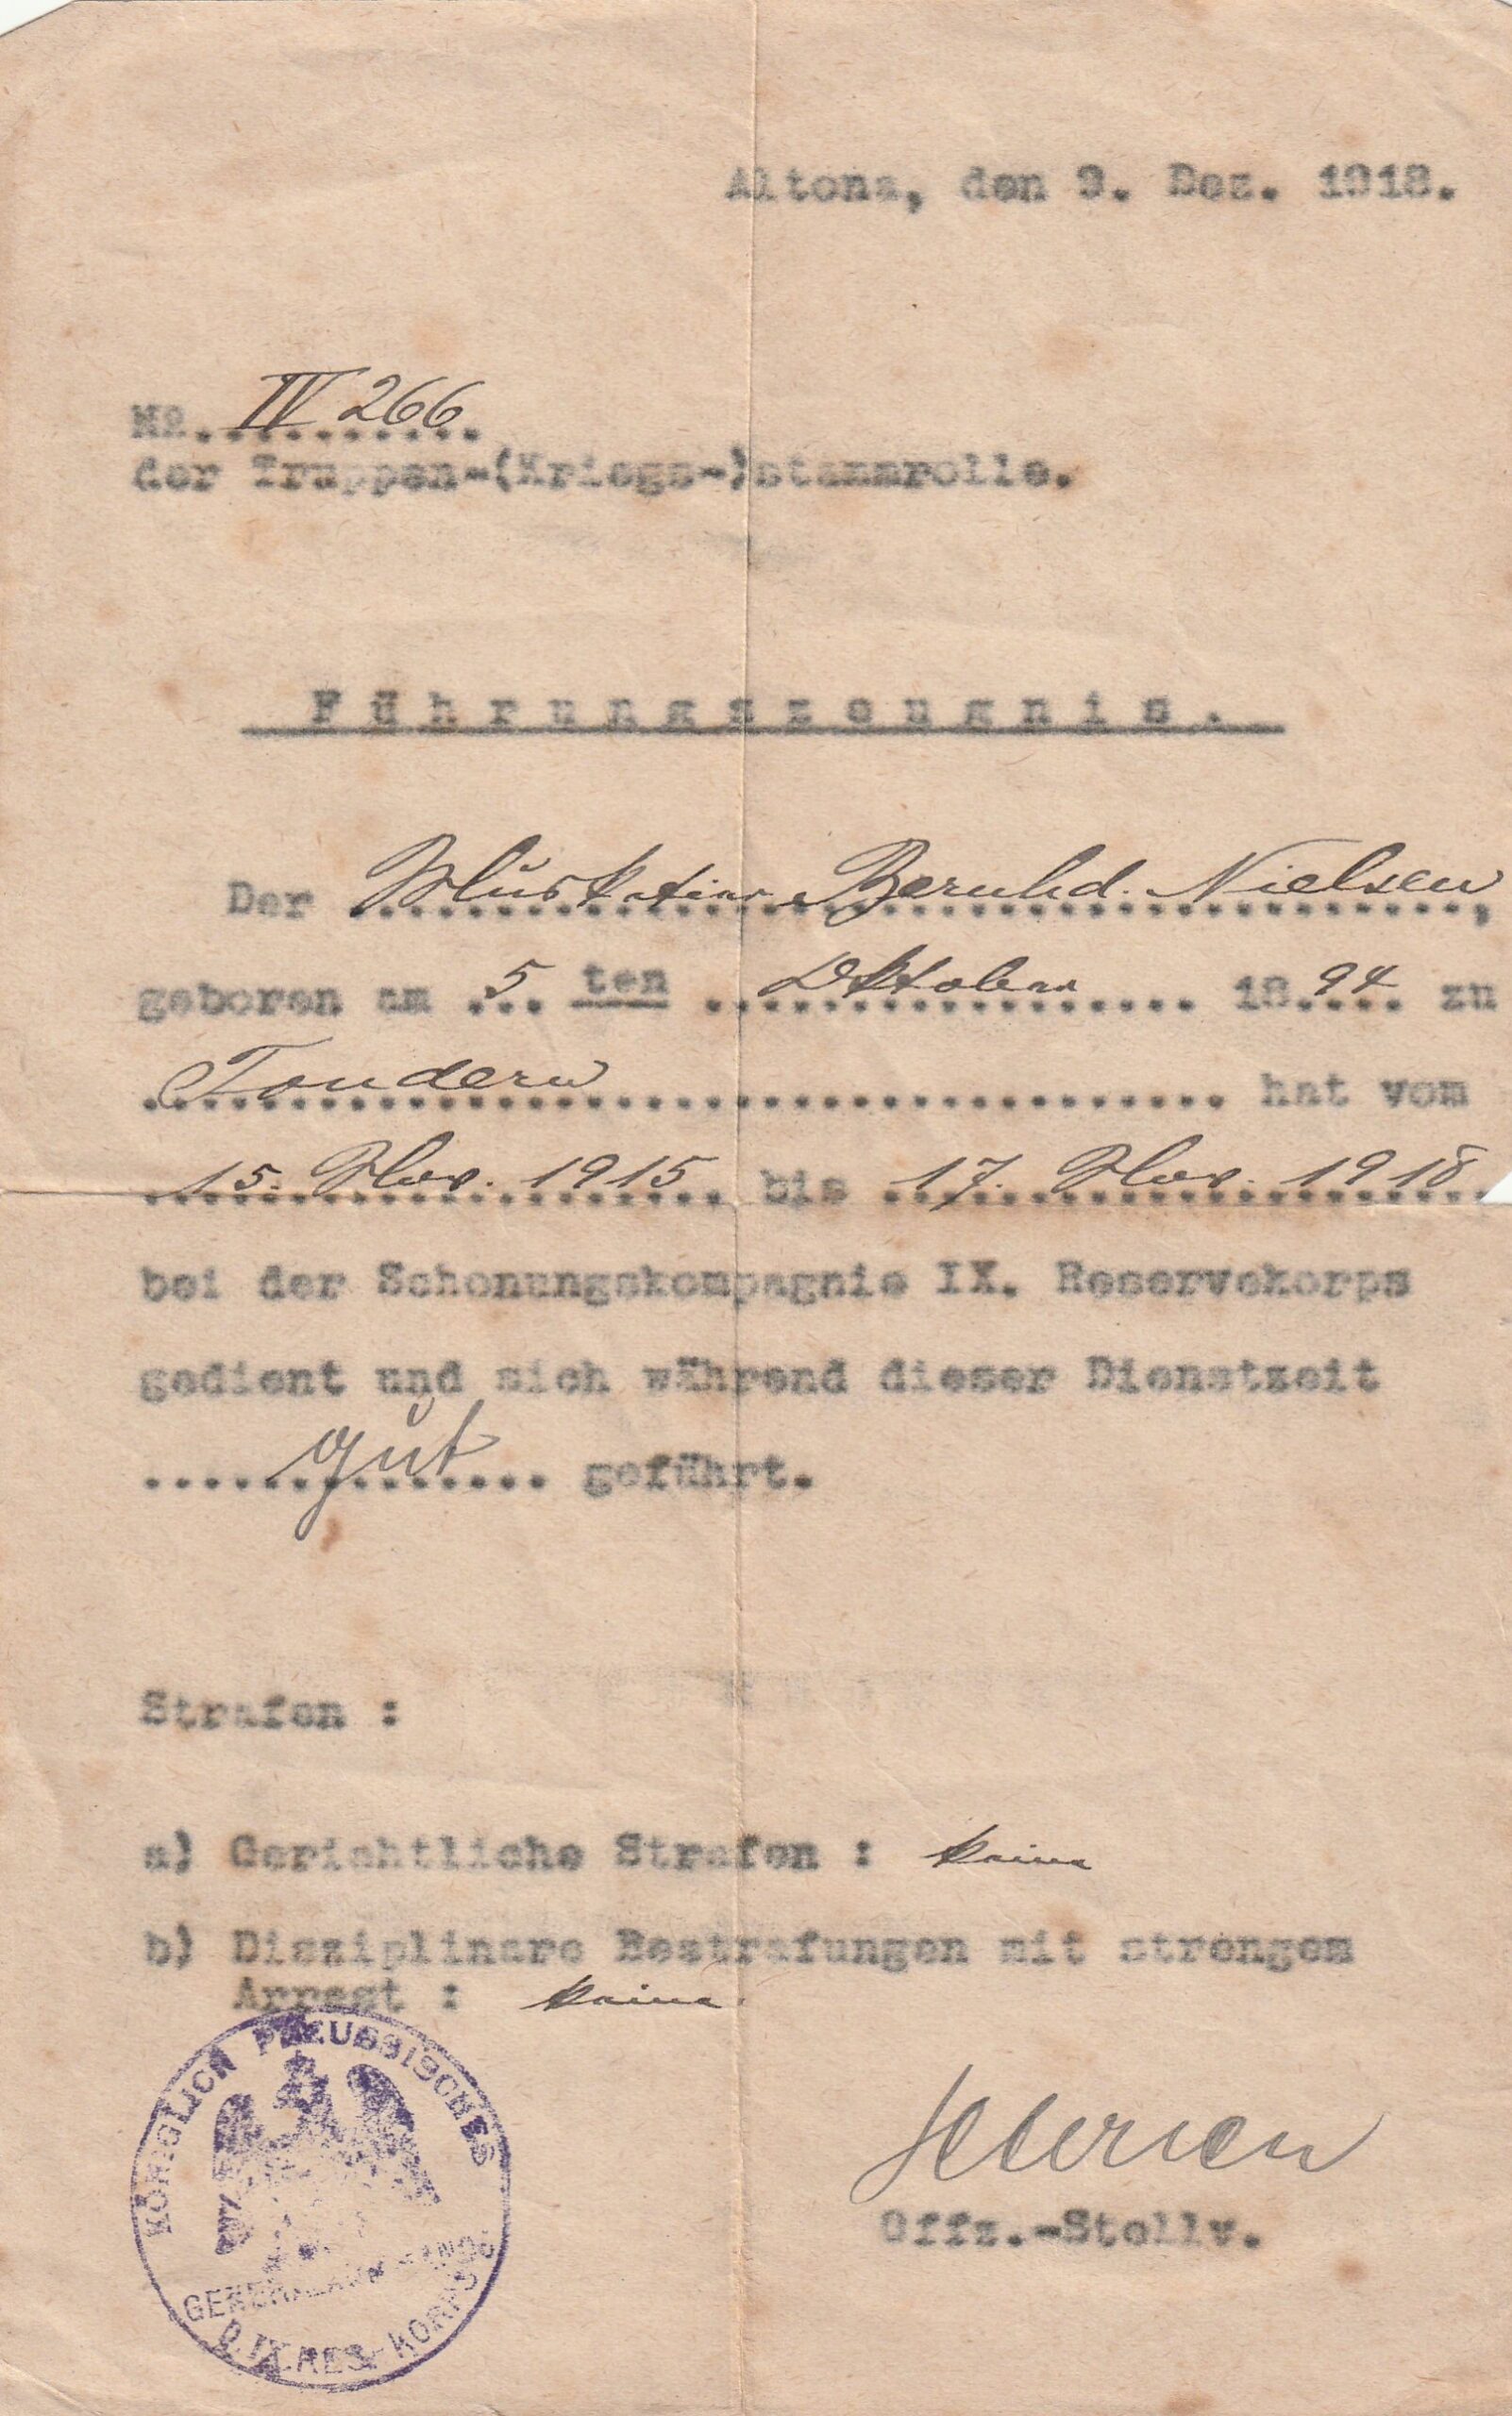 Altona, den 9. Dez. 1918.
NR. IV 266
der Truppen-(Kriegs-)stammrolle.
Führungszeugnis.
Der Musketier Bernhd. Nielsen,
geboren am 5 ten Oktober 1894 zu
Tondern hat vom
15. Nov. 1915 bis 17. Nov. 1918
bei der Schonungskompagnie IX. Reservekorps
gedient und sich während dieser Dienstzeit
gut geführt.
Strafen :
a) Gerichtliche Strafen : keine
b) Disziplinare Bestrafungen mit strengem
Arrest : keine.
KÖNIGLICH PREUSSISCHES
GENERALKOMMANDO
D. IX. RES.-KORPS
Offz.-Stellv.